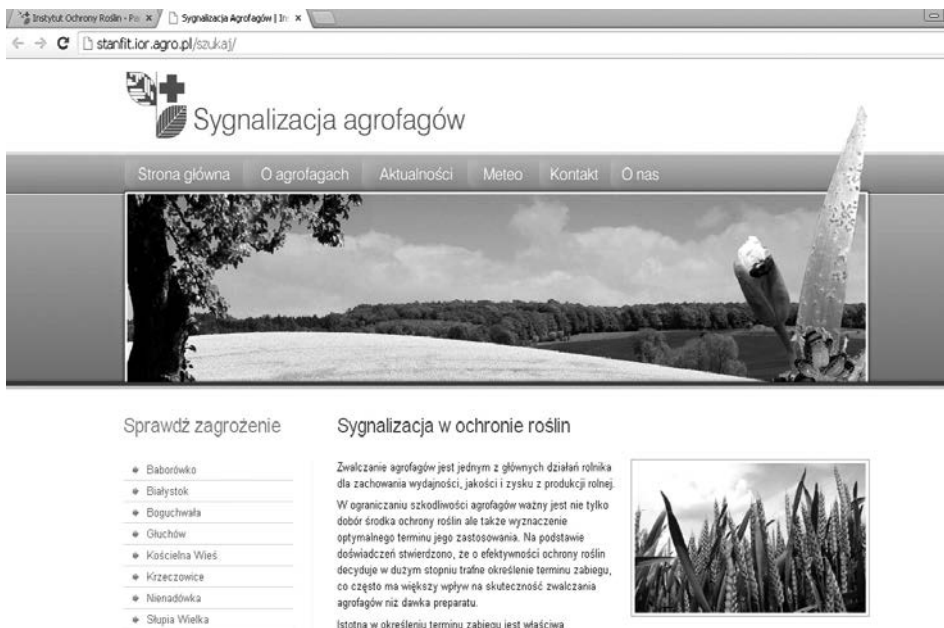 Instytut Ochrony Roślin - Pa
Sygnalizacja Agrofagów | In
stanfit.ior.agro.pl/szukaj/
Sygnalizacja agrofagów
Strona główna O agrofagach Aktualności Meteo Kontakt O nas
Sprawdź zagrożenie
Baborówko
Białystok
Boguchwała
Głuchów
Kościelna Wieś
Krzeczowice
Nienadówka
Słupia Wielka
Sygnalizacja w ochronie roślin
Zwalczanie agrofagów jest jednym z głównych działań rolnika
dla zachowania wydajności, jakości i zysku z produkcji rolnej.
W ograniczaniu szkodliwości agrofagów ważny jest nie tylko
dobór środka ochrony roślin ale także wyznaczenie
optymalnego terminu jego zastosowania. Na podstawie
doświadczeń stwierdzono, że o efektywności ochrony roślin
decyduje w dużym stopniu trafne określenie terminu zabiegu,
co często ma większy wpływ na skuteczność zwalczania
agrofagów niż dawka preparatu.
Istotna w określeniu terminu zabiegu jest właściwa